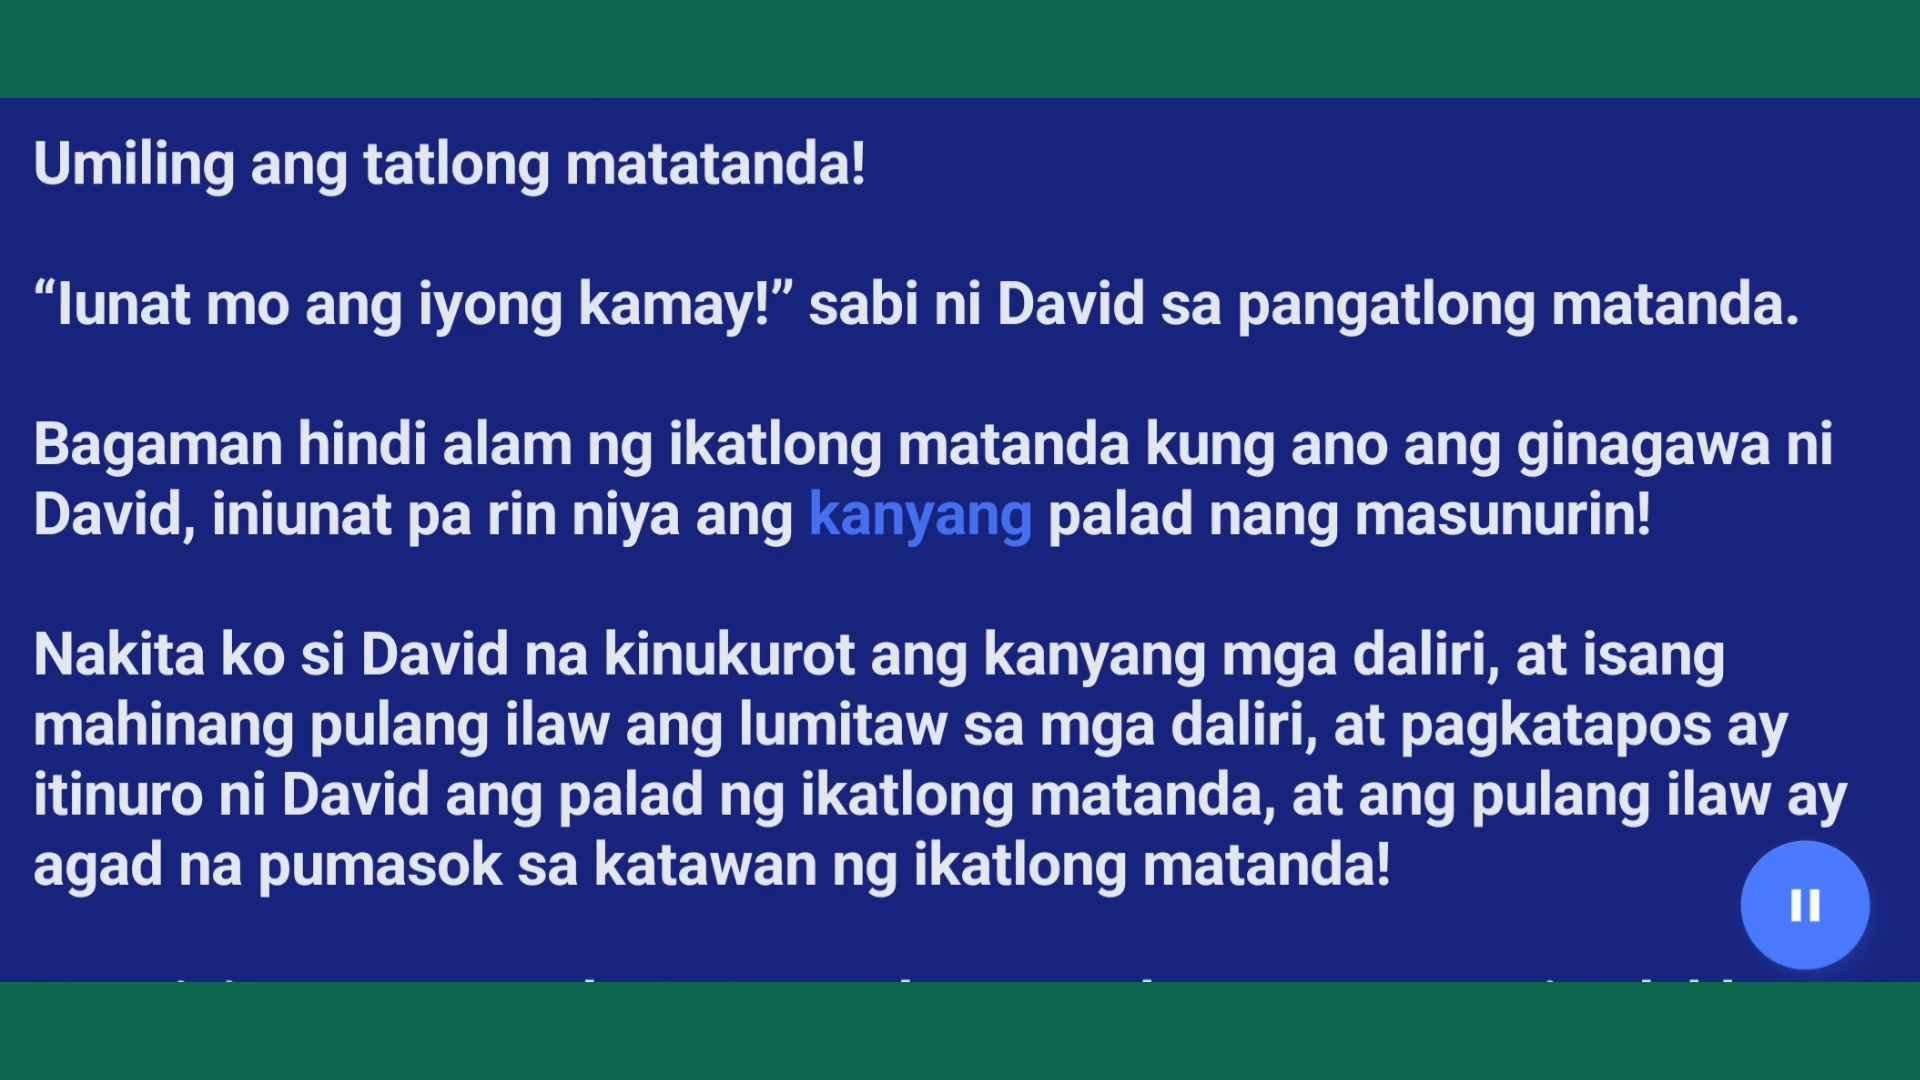 Umiling ang tatlong matatanda!
“Iunat mo ang iyong kamay!” sabi ni David sa pangatlong matanda.
Bagaman hindi alam ng ikatlong matanda kung ano ang ginagawa ni
David, iniunat pa rin niya ang kanyang palad nang masunurin!
Nakita ko si David na kinukurot ang kanyang mga daliri, at isang
mahinang pulang ilaw ang lumitaw sa mga daliri, at pagkatapos ay
itinuro ni David ang palad ng ikatlong matanda, at ang pulang ilaw ay
agad na pumasok sa katawan ng ikatlong matanda!